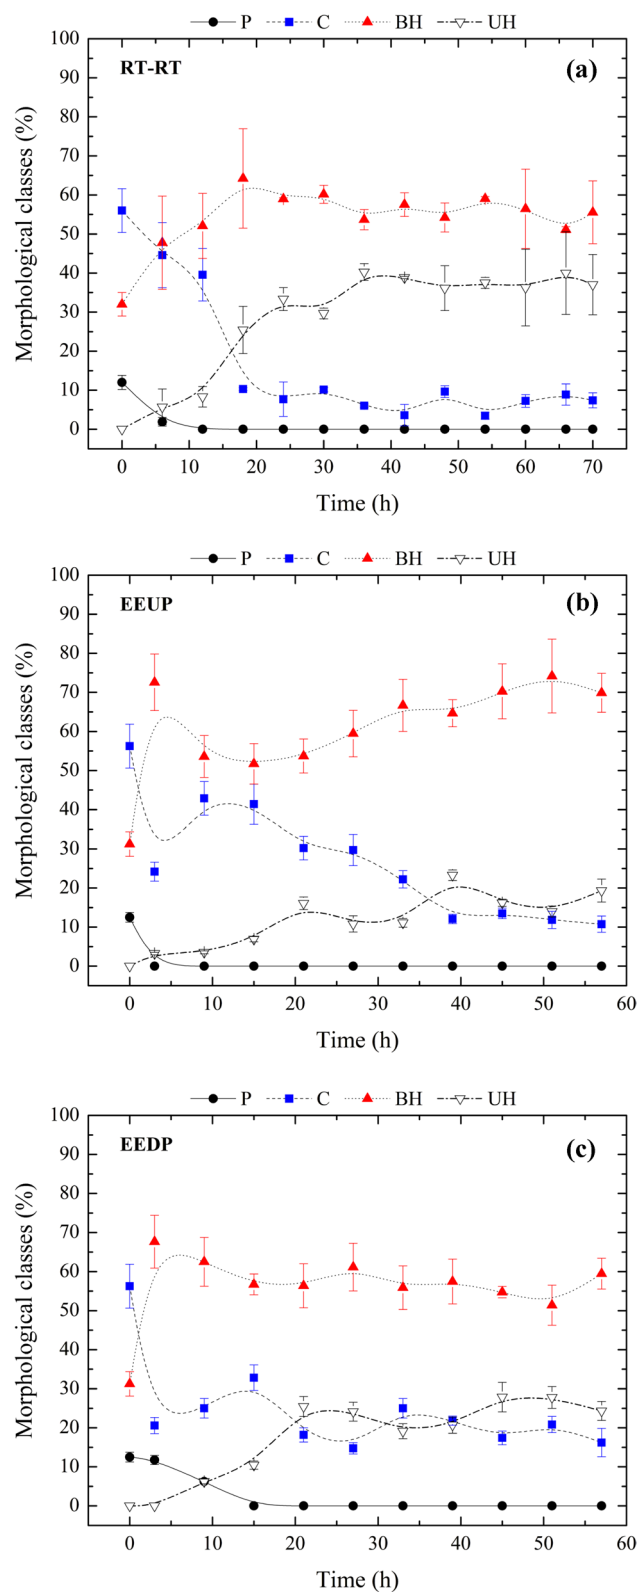 P C BH UH
100
RT-RT (a)
90
80
70
60
50
40
30
20
10
0
Morphological classes (%)
0 10 20 30 40 50 60 70
Time (h)
P C BH UH
100
EEUP (b)
90
80
70
60
50
40
30
20
10
0
Morphological classes (%)
0 10 20 30 40 50 60
Time (h)
P C BH UH
100
EEDP (c)
90
80
70
60
50
40
30
20
10
0
Morphological classes (%)
0 10 20 30 40 50 60
Time (h)